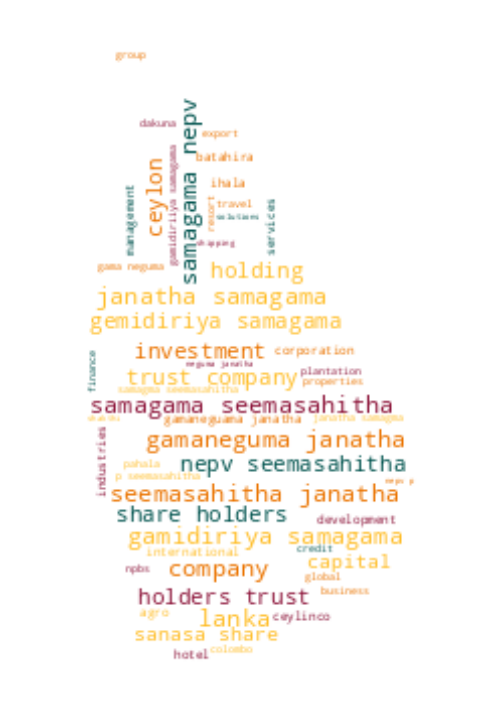 group
dakuna
export
batahira
ceylon
gamidiriya samagama
samagama nepv
ihala
management
resort
travel
solutions
services
shipping
gama neguma
holding
janatha samagama
gemidiriya samagama
investment
corporation
finance
neguma janatha
trust company
plantation
properties
samagma seemasahitha
samagama seemasahitha
gamaneguama janatha
janatha samagma
industries
gamaneguma janatha
pahala
nepv seemasahitha
p seemasahitha
nepv p
seemasahitha janatha
share holders
development
gamidiriya samagama
international
credit
capital
npbs
company
global
holders trust
business
agro
lanka
ceylinco
sanasa share
hotel
colombo